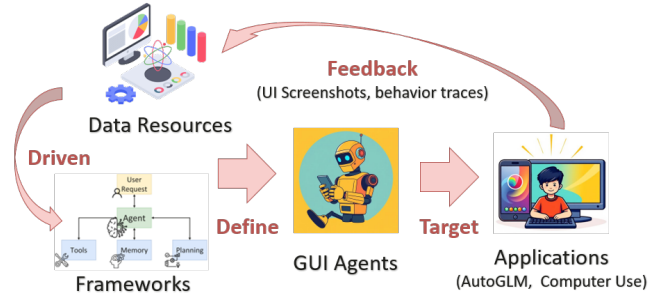 Feedback
(UI Screenshots, behavior traces)
Data Resources
Driven
User
Request
Agent
Tools
Memory
Planning
Frameworks
Define
GUI Agents
Target
Applications
(AutoGLM, Computer Use)